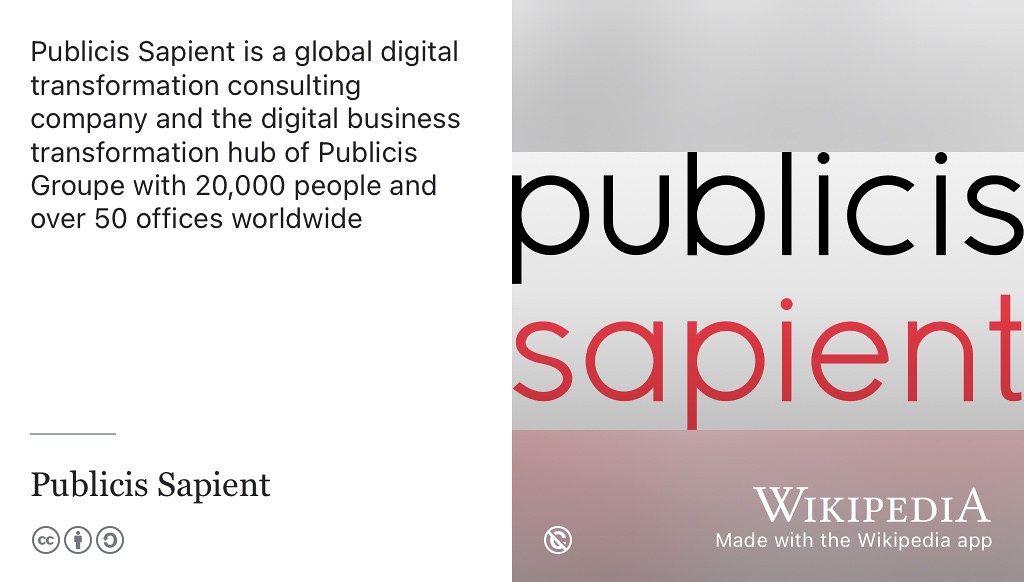 Publicis Sapient is a global digital
transformation consulting
company and the digital business
transformation hub of Publicis
Groupe with 20,000 people and
over 50 offices worldwide
Publicis Sapient
cc
publicis
sapient
WIKIPEDIA
Made with the Wikipedia app